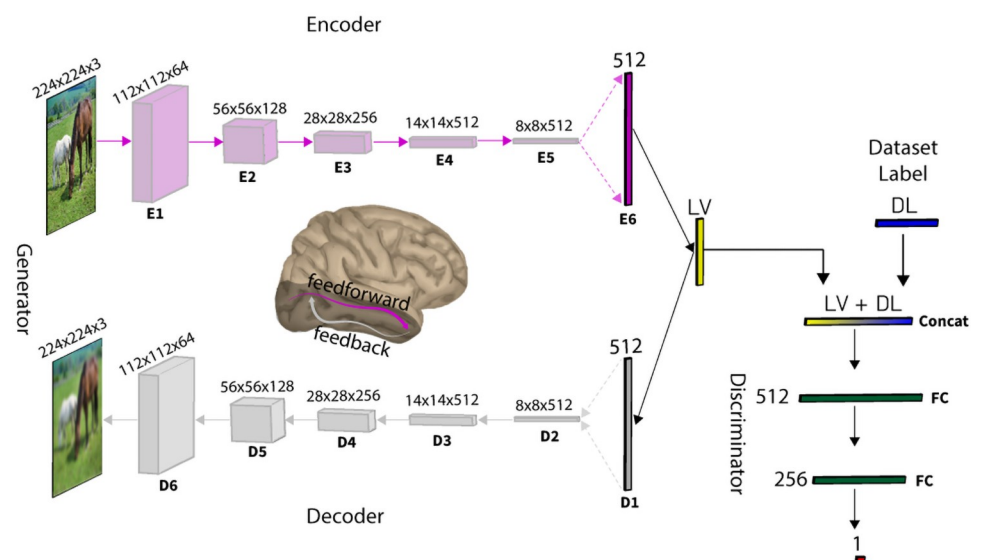 Encoder
224x224x3
112x112x64
56x56x128
28x28x256
14x14x512
8x8x512
512
E1
E2
E3
E4
E5
E6
Generator
feedforward
feedback
LV
Dataset
Label
DL
LV + DL
Concat
Discriminator
512
FC
256
FC
1
224x224x3
112x112x64
56x56x128
28x28x256
14x14x512
8x8x512
512
D6
D5
D4
D3
D2
D1
Decoder